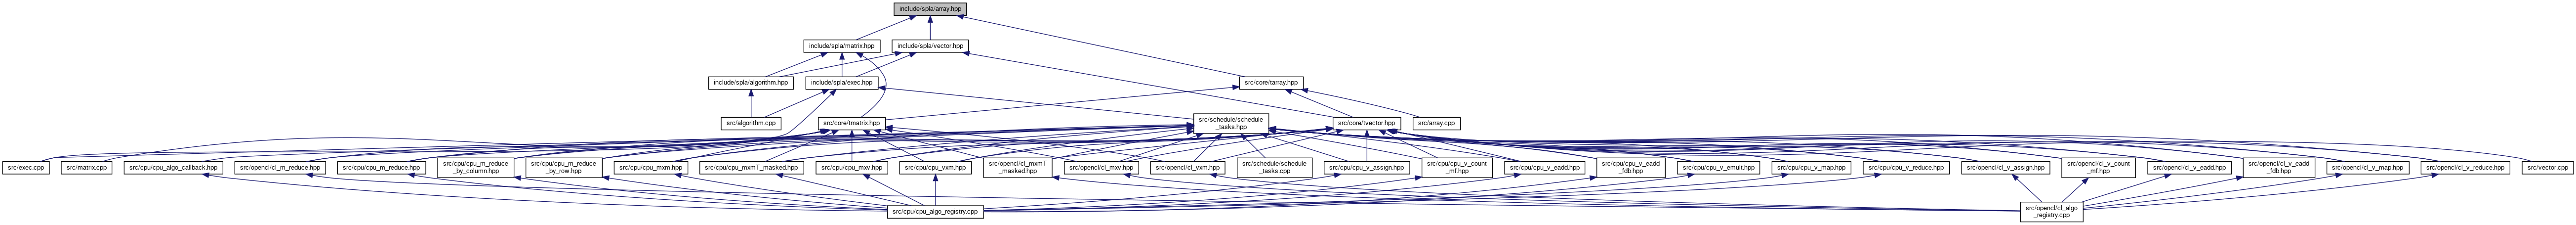 include/spla/array.hpp
include/spla/matrix.hpp
include/spla/vector.hpp
include/spla/algorithm.hpp
include/spla/exec.hpp
src/core/tarray.hpp
src/algorithm.cpp
src/core/tmatrix.hpp
src/schedule/schedule
_tasks.hpp
src/core/tvector.hpp
src/array.cpp
src/exec.cpp
src/matrix.cpp
src/cpu/cpu_algo_callback.hpp
src/opencl/cl_m_reduce.hpp
src/cpu/cpu_m_reduce.hpp
src/cpu/cpu_m_reduce
_by_column.hpp
src/cpu/cpu_m_reduce
_by_row.hpp
src/cpu/cpu_mxm.hpp
src/cpu/cpu_mxmT_masked.hpp
src/cpu/cpu_mxv.hpp
src/cpu/cpu_vxm.hpp
src/opencl/cl_mxmT
_masked.hpp
src/opencl/cl_mxv.hpp
src/opencl/cl_vxm.hpp
src/schedule/schedule
_tasks.cpp
src/cpu/cpu_v_assign.hpp
src/cpu/cpu_v_count
_mf.hpp
src/cpu/cpu_v_eadd.hpp
src/cpu/cpu_v_eadd
_fdb.hpp
src/cpu/cpu_v_emult.hpp
src/cpu/cpu_v_map.hpp
src/cpu/cpu_v_reduce.hpp
src/opencl/cl_v_assign.hpp
src/opencl/cl_v_count
_mf.hpp
src/opencl/cl_v_eadd.hpp
src/opencl/cl_v_eadd
_fdb.hpp
src/opencl/cl_v_map.hpp
src/opencl/cl_v_reduce.hpp
src/vector.cpp
src/cpu/cpu_algo_registry.cpp
src/opencl/cl_algo
_registry.cpp